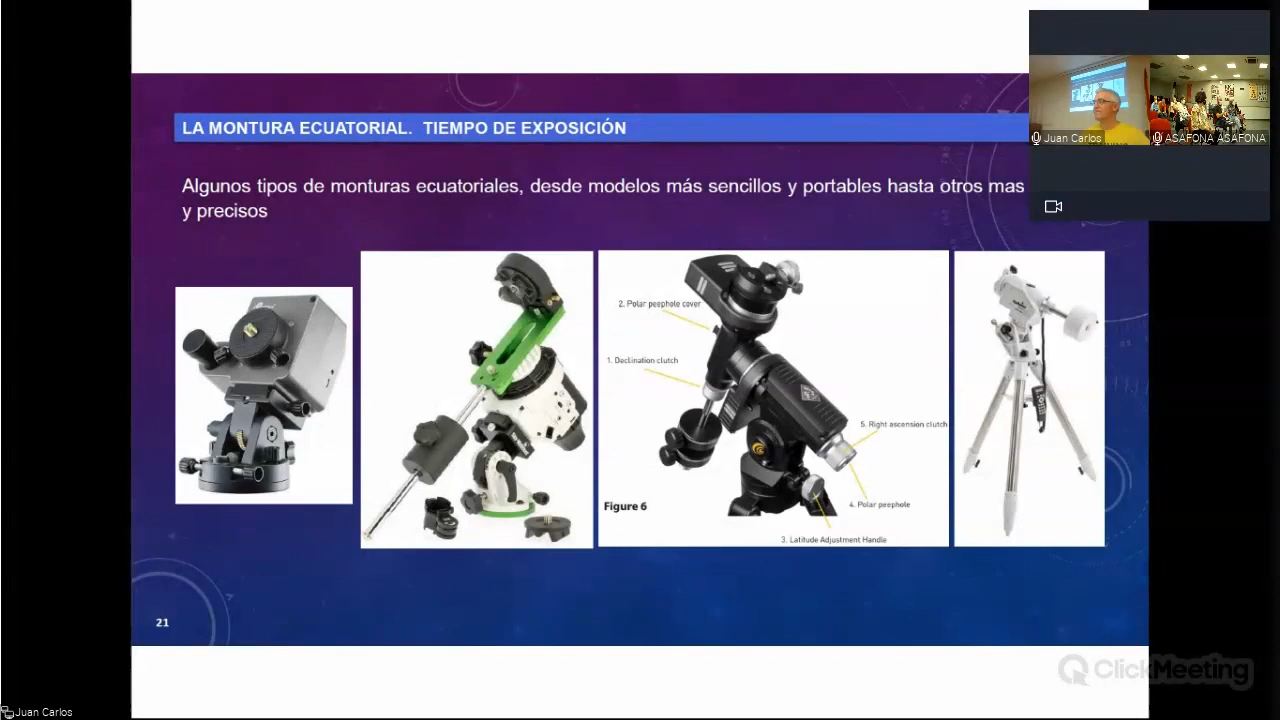 LA MONTURA ECUATORIAL. TIEMPO DE EXPOSICIÓN
Algunos tipos de monturas ecuatoriales, desde modelos más sencillos y portables hasta otros mas
y precisos
2. Polar peephole cover
1. Declination clutch
5. Right ascension clutch
4. Polar peephole
3. Latitude Adjustment Handle
Figure 6
21
Juan Carlos
ASAFONA ASAFONA
ClickMeeting
Juan Carlos